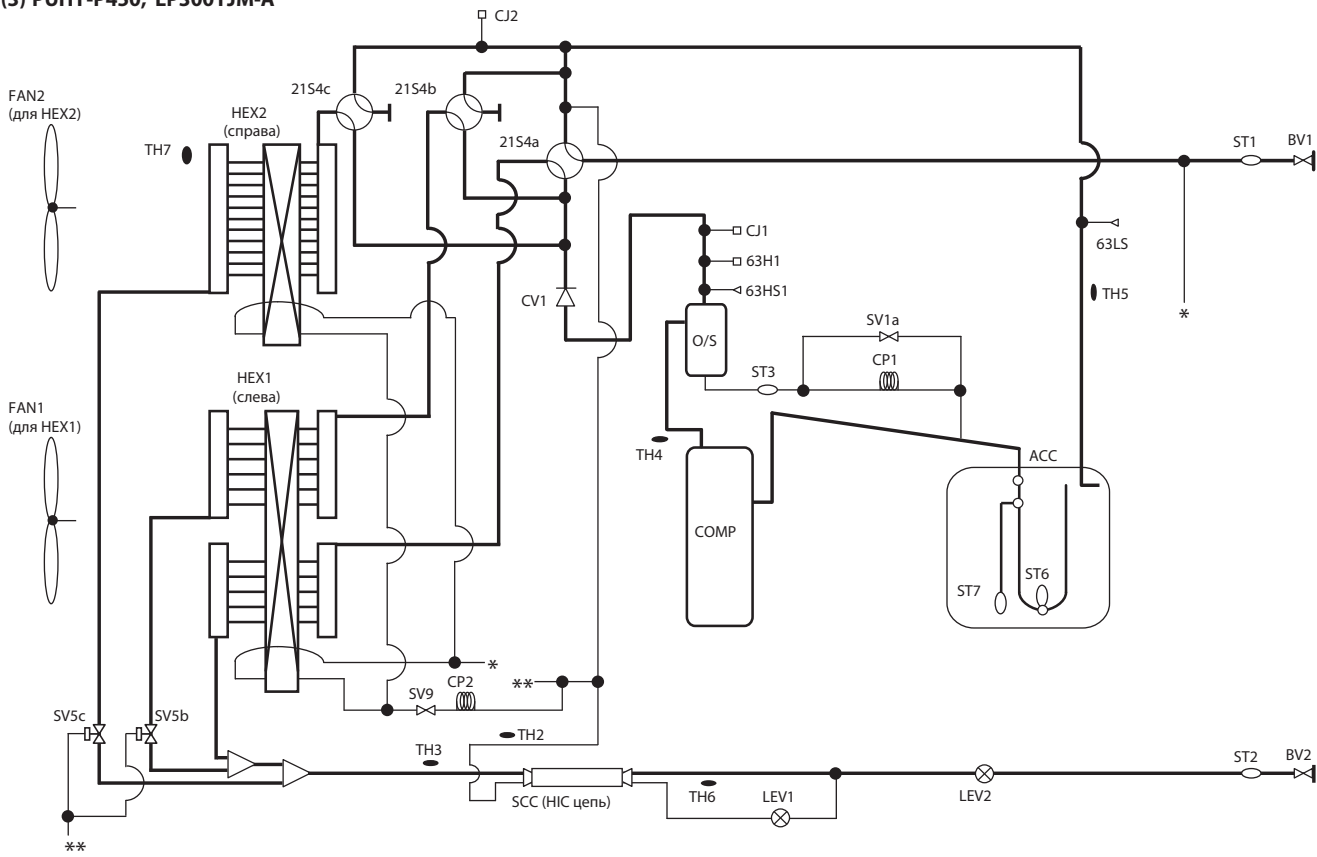 (3) PUHY-P450, EP300YJM-A
CJ2
FAN2
(для HEX2)
21S4c
21S4b
HEX2
(справа)
TH7
21S4a
ST1
BV1
CJ1
63H1
63HS1
63LS
TH5
CV1
*
O/S
SV1a
CP1
ST3
HEX1
(слева)
FAN1
(для HEX1)
TH4
ACC
COMP
ST7
ST6
*
**
CP2
SV9
SV5c
SV5b
TH2
TH3
ST2
BV2
SCC (HIC цепь)
TH6
LEV1
LEV2
**